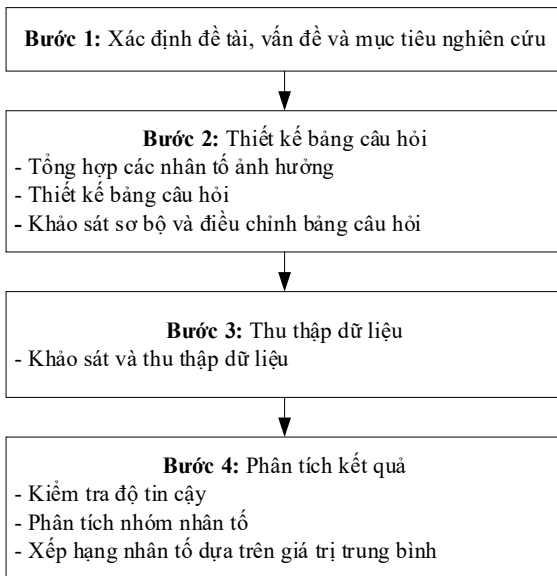 Bước 1: Xác định đề tài, vấn đề và mục tiêu nghiên cứu
Bước 2: Thiết kế bảng câu hỏi
- Tổng hợp các nhân tố ảnh hưởng
- Thiết kế bảng câu hỏi
- Khảo sát sơ bộ và điều chỉnh bảng câu hỏi
Bước 3: Thu thập dữ liệu
- Khảo sát và thu thập dữ liệu
Bước 4: Phân tích kết quả
- Kiểm tra độ tin cậy
- Phân tích nhóm nhân tố
- Xếp hạng nhân tố dựa trên giá trị trung bình